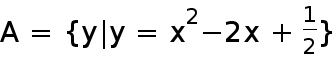 A = {y|y = x² − 2x + 1/2}